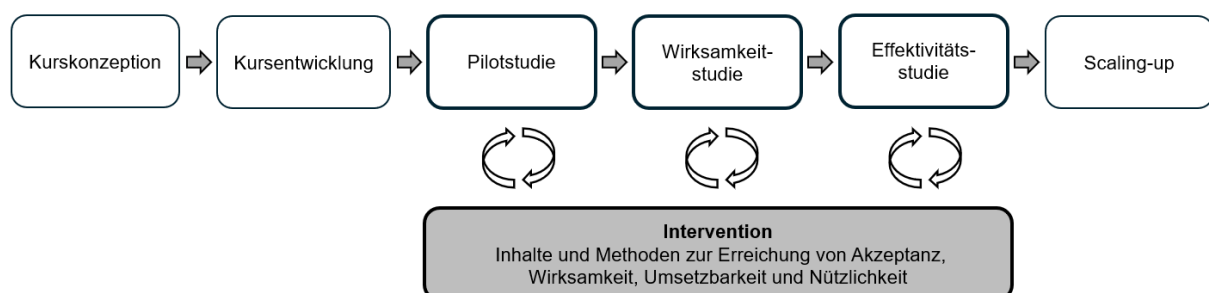 Kurskonzeption
Kursentwicklung
Pilotstudie
Wirksamkeit-
studie
Effektivitäts-
studie
Scaling-up
Intervention
Inhalte und Methoden zur Erreichung von Akzeptanz,
Wirksamkeit, Umsetzbarkeit und Nützlichkeit